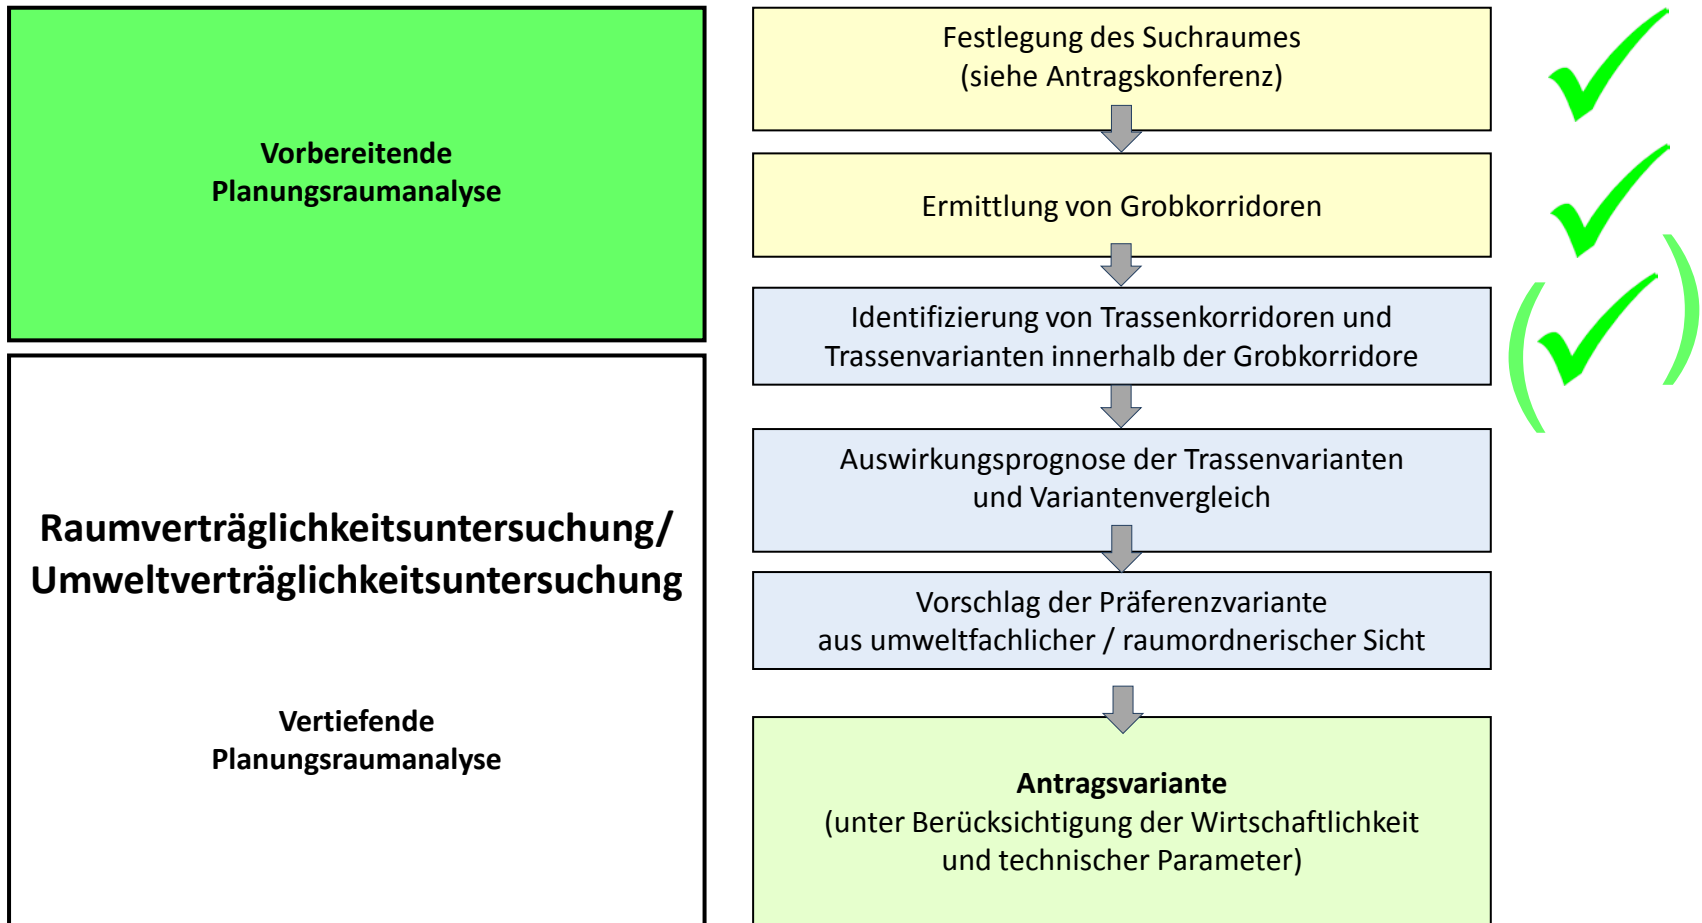 Vorbereitende
Planungsraumanalyse
Raumverträglichkeitsuntersuchung/
Umweltverträglichkeitsuntersuchung
Vertiefende
Planungsraumanalyse
Festlegung des Suchraumes
(siehe Antragskonferenz)
Ermittlung von Grobkorridoren
Identifizierung von Trassenkorridoren und
Trassenvarianten innerhalb der Grobkorridore
Auswirkungsprognose der Trassenvarianten
und Variantenvergleich
Vorschlag der Präferenzvariante
aus umweltfachlicher / raumordnerischer Sicht
Antragsvariante
(unter Berücksichtigung der Wirtschaftlichkeit
und technischer Parameter)